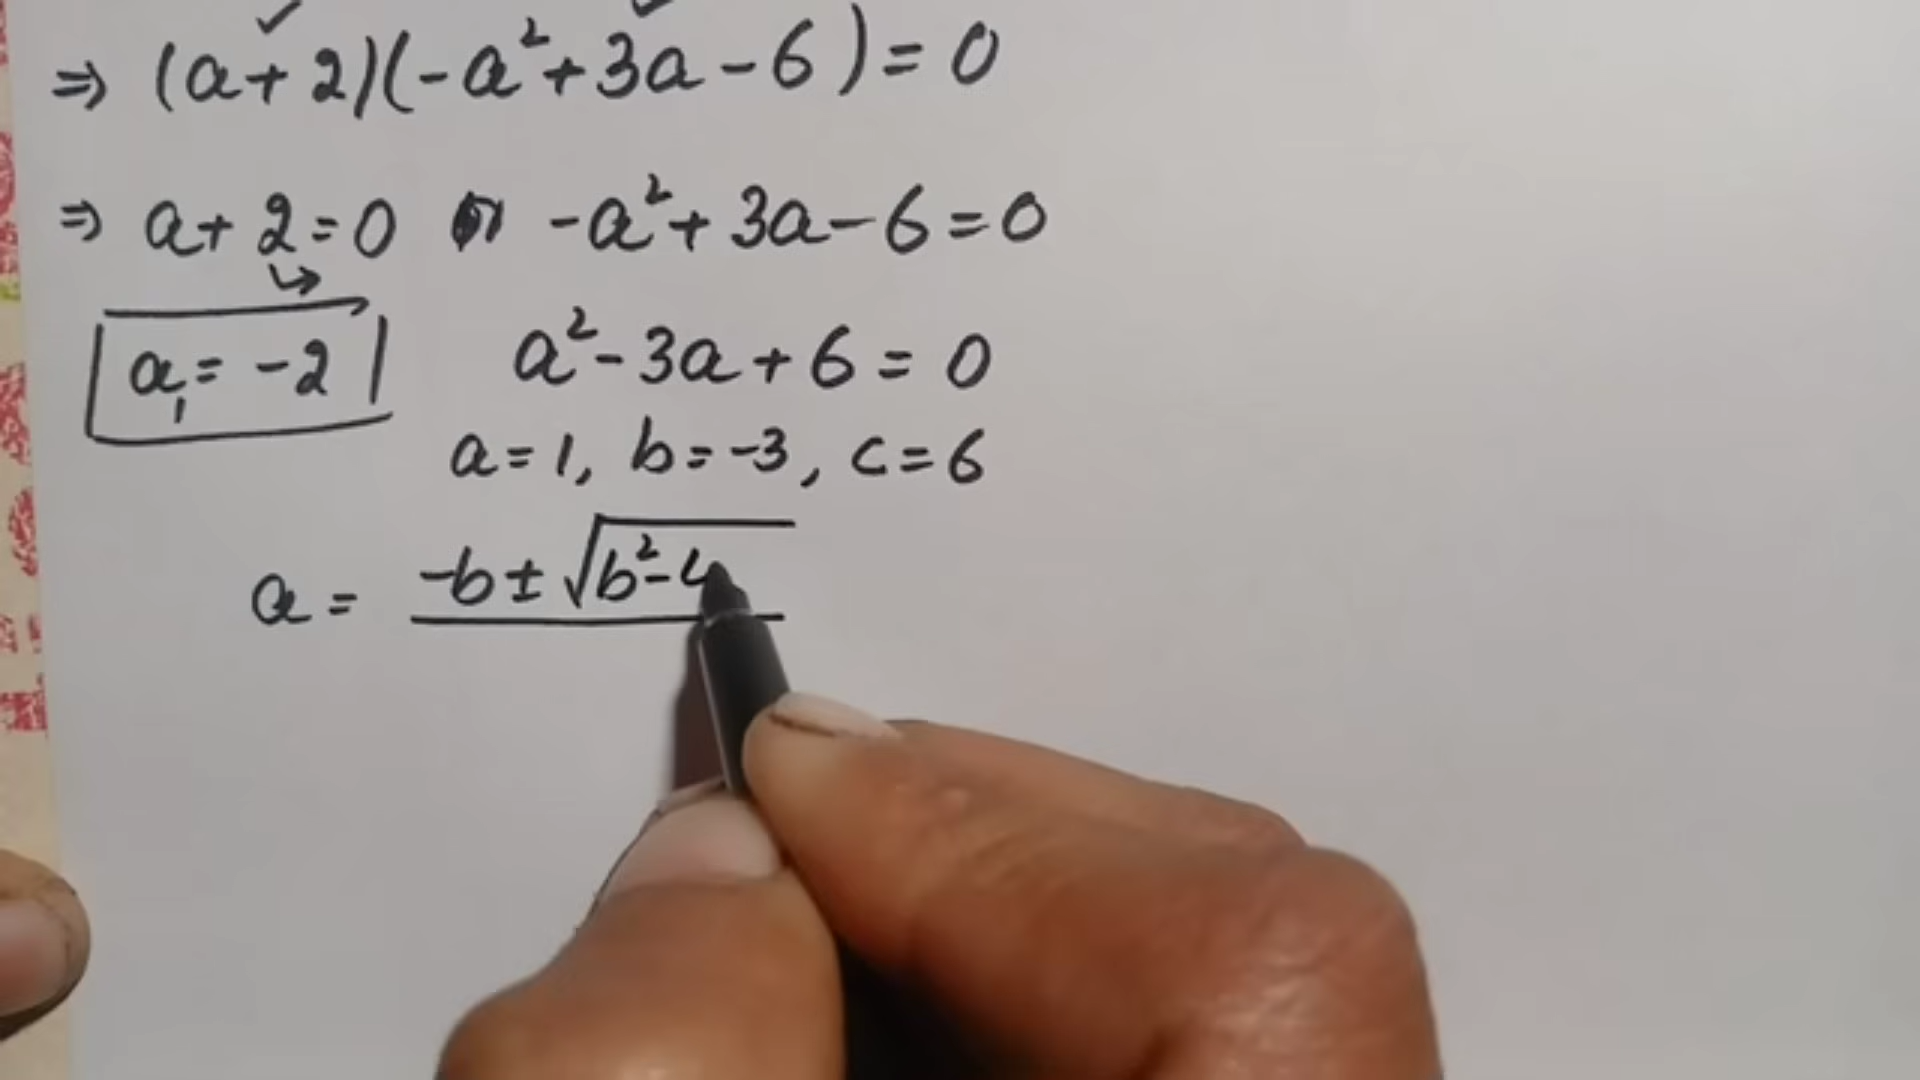 ⇒ (a+2)(-a²+3a-6)=0
⇒ a+2=0 or -a²+3a-6=0
a₁=-2
a²-3a+6=0
a=1, b=-3, c=6
a= -b±√b²-4